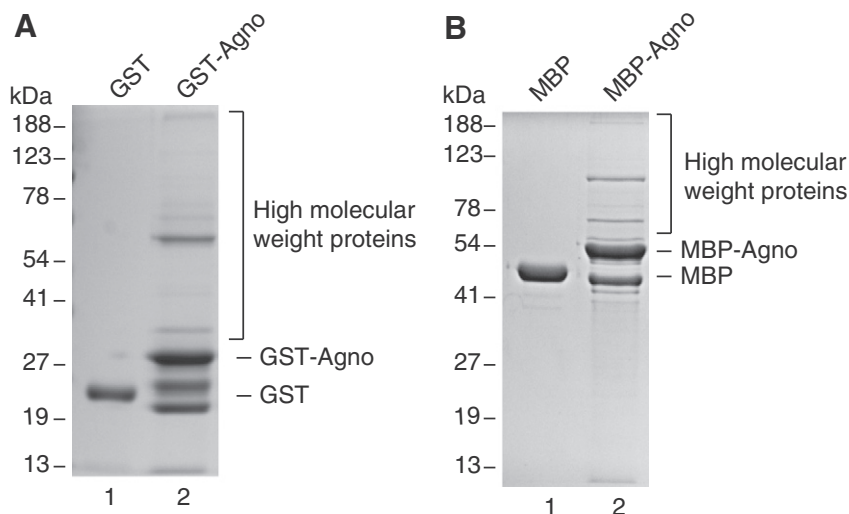 A
GST
GST-Agno
kDa
188
123
78
54
41
27
19
13
High molecular
weight proteins
GST-Agno
GST
1
2
B
MBP
MBP-Agno
188
123
78
54
41
27
19
13
High molecular
weight proteins
MBP-Agno
MBP
kDa
1
2